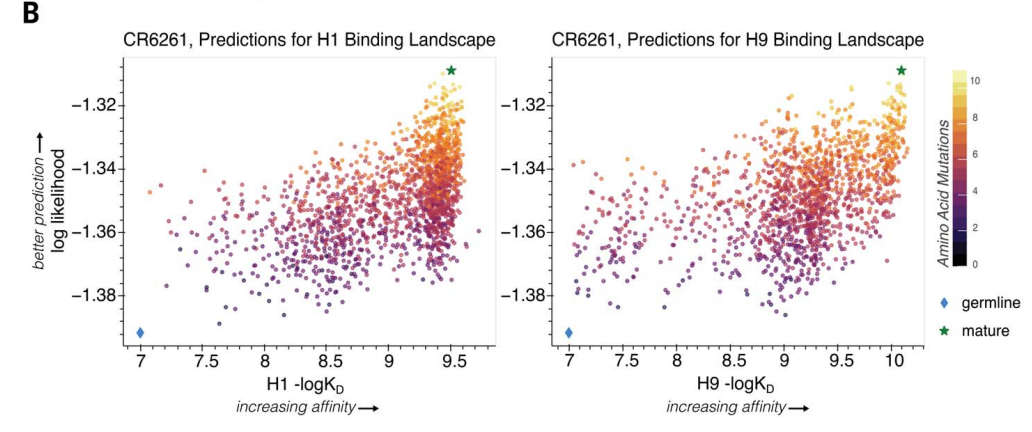 B
CR6261, Predictions for H1 Binding Landscape
CR6261, Predictions for H9 Binding Landscape
better prediction →
log likelihood
−1.32
−1.34
−1.36
−1.38
7 7.5 8 8.5 9 9.5
H1 -logK_D
increasing affinity →
−1.32
−1.34
−1.36
−1.38
7 7.5 8 8.5 9 9.5 10
H9 -logK_D
increasing affinity →
Amino Acid Mutations
10
8
6
4
2
0
germline
mature